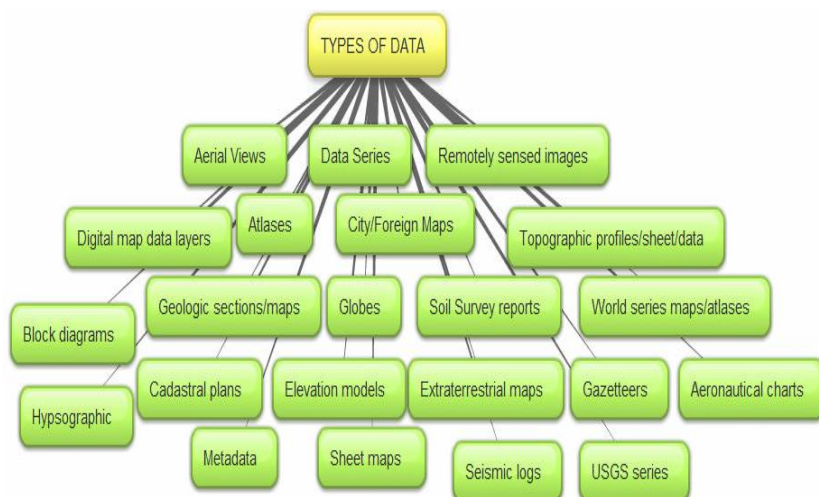 TYPES OF DATA
Aerial Views
Data Series
Remotely sensed images
Digital map data layers
Atlases
City/Foreign Maps
Topographic profiles/sheet/data
Block diagrams
Geologic sections/maps
Globes
Soil Survey reports
World series maps/atlases
Hypsographic
Cadastral plans
Elevation models
Extraterrestrial maps
Gazetteers
Aeronautical charts
Metadata
Sheet maps
Seismic logs
USGS series